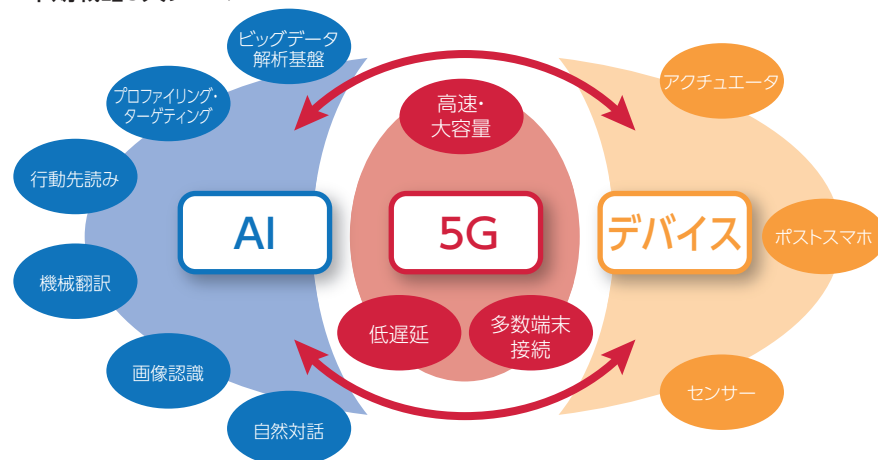 ビッグデータ
解析基盤
プロファイリング・
ターゲティング
行動先読み
機械翻訳
画像認識
自然対話
AI
高速・
大容量
5G
低遅延
多数端末
接続
デバイス
アクチュエータ
ポストスマホ
センサー